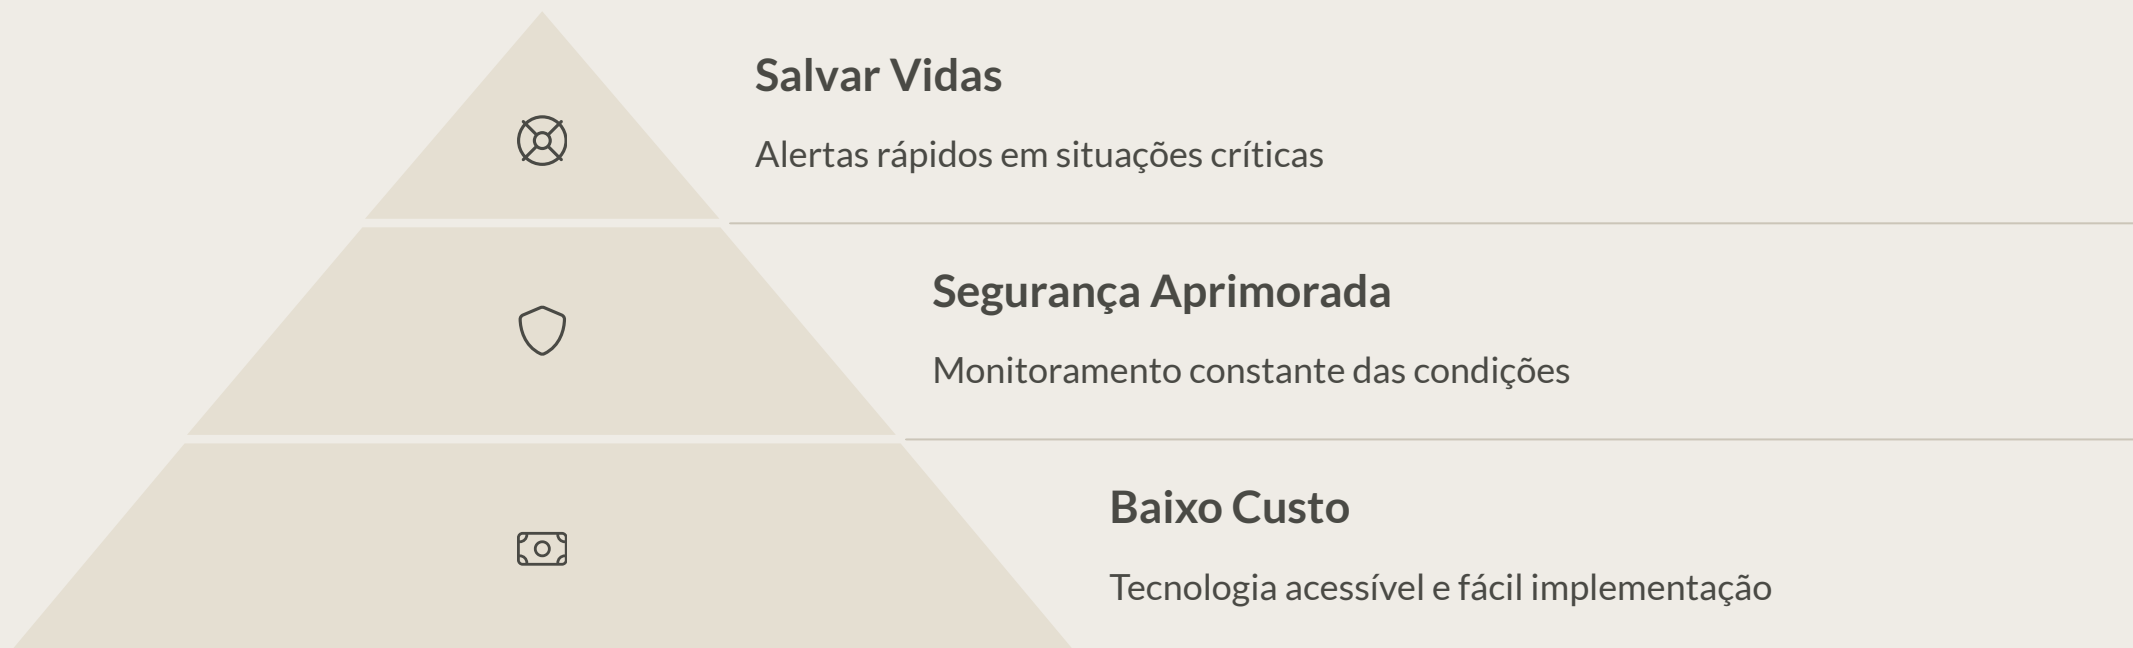 Salvar Vidas
Alertas rápidos em situações críticas
Segurança Aprimorada
Monitoramento constante das condições
Baixo Custo
Tecnologia acessível e fácil implementação